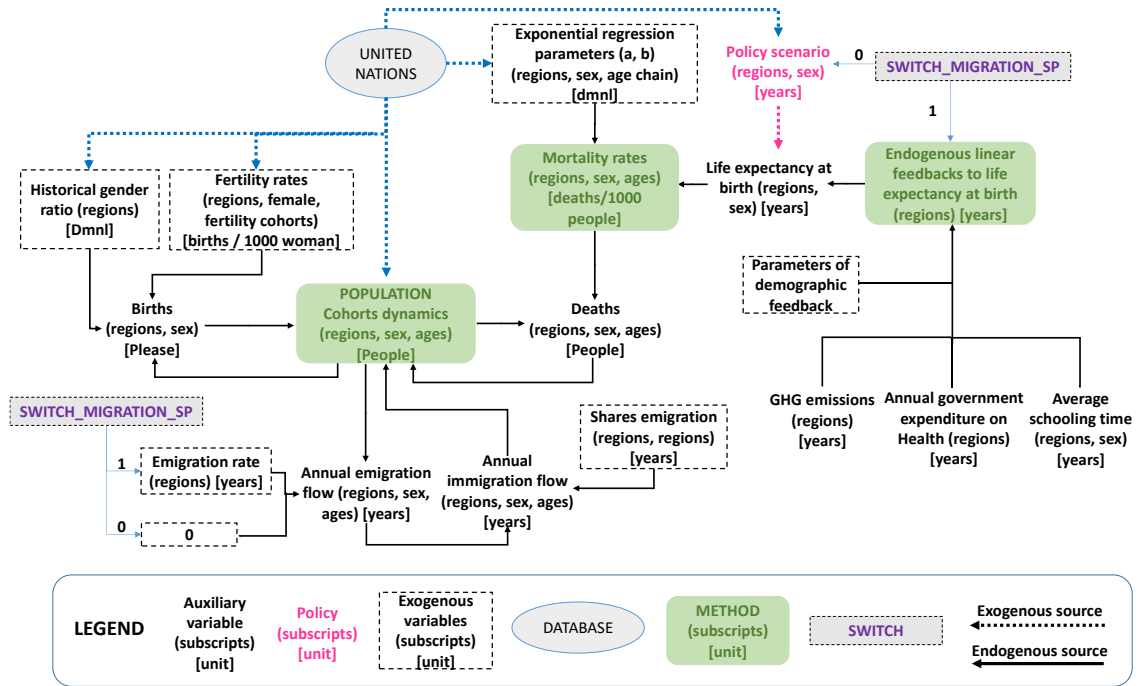 UNITED
NATIONS
Exponential regression
parameters (a, b)
(regions, sex, age chain)
[dmnl]
Policy scenario
(regions, sex)
[years]
0
SWITCH_MIGRATION_SP
1
Historical gender
ratio (regions)
[Dmnl]
Fertility rates
(regions, female,
fertility cohorts)
[births / 1000 woman]
Mortality rates
(regions, sex, ages)
[deaths/1000
people]
Life expectancy at
birth (regions,
sex) [years]
Endogenous linear
feedbacks to life
expectancy at birth
(regions) [years]
Parameters of
demographic
feedback
Births
(regions, sex)
[Please]
POPULATION
Cohorts dynamics
(regions, sex, ages)
[People]
Deaths
(regions, sex, ages)
[People]
GHG emissions
(regions)
[years]
Annual government
expenditure on
Health (regions)
[years]
Average
schooling time
(regions, sex)
[years]
SWITCH_MIGRATION_SP
1
Emigration rate
(regions) [years]
0
0
Annual emigration
flow (regions, sex,
ages) [years]
Annual
immigration flow
(regions, sex, ages)
[years]
Shares emigration
(regions, regions)
[years]
LEGEND
Auxiliary
variable
(subscripts)
[unit]
Policy
(subscripts)
[unit]
Exogenous
variables
(subscripts)
[unit]
DATABASE
METHOD
(subscripts)
[unit]
SWITCH
Exogenous source
Endogenous source